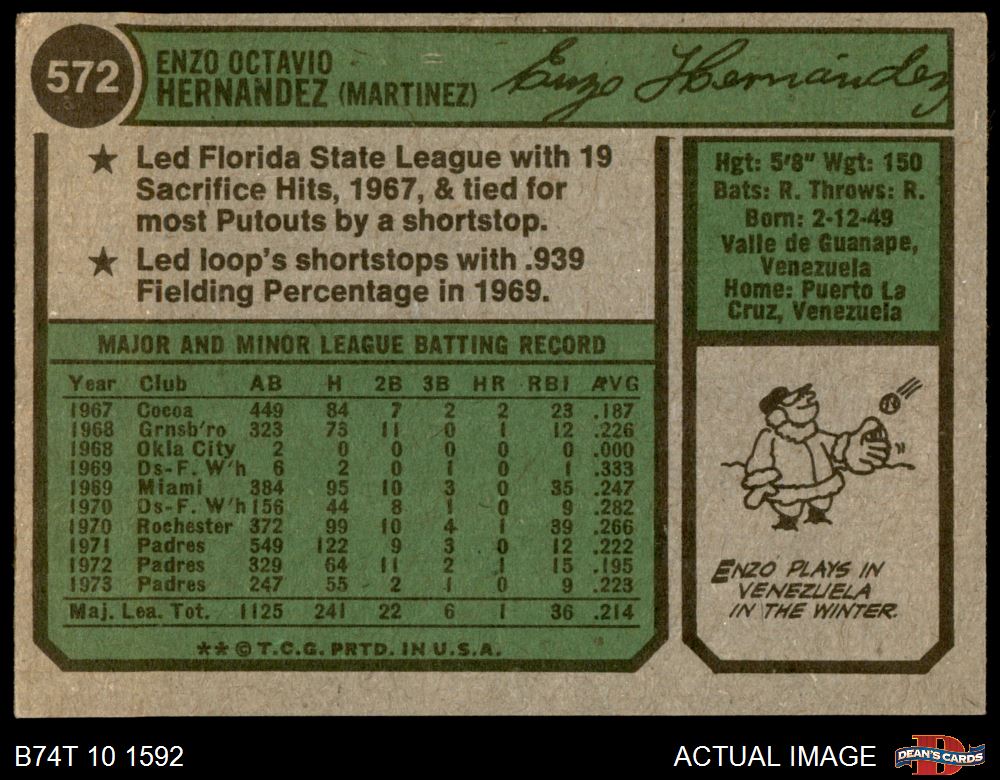 572
ENZO OCTAVIO
HERNANDEZ (MARTINEZ)
Enzo Hernández
★ Led Florida State League with 19
Sacrifice Hits, 1967, & tied for
most Putouts by a shortstop.
★ Led loop's shortstops with .939
Fielding Percentage in 1969.
Hgt: 5'8" Wgt: 150
Bats: R. Throws: R.
Born: 2-12-49
Valle de Guanape,
Venezuela
Home: Puerto La
Cruz, Venezuela
MAJOR AND MINOR LEAGUE BATTING RECORD
Year Club AB H 2B 3B HR RBI AVG
1967 Cocoa 449 84 7 2 2 23 .187
1968 Grnsb'ro 323 73 11 0 1 12 .226
1968 Okla City 2 0 0 0 0 0 .000
1969 Ds-F. W'h 6 2 0 1 0 1 .333
1969 Miami 384 95 10 3 0 35 .247
1970 Ds-F. W'h 156 44 8 1 0 9 .282
1970 Rochester 372 99 10 4 1 39 .266
1971 Padres 549 122 9 3 0 12 .222
1972 Padres 329 64 11 2 1 15 .195
1973 Padres 247 55 2 1 0 9 .223
Maj. Lea. Tot. 1125 241 22 6 1 36 .214
** © T.C.G. PRTD. IN U.S.A.
ENZO PLAYS IN
VENEZUELA
IN THE WINTER.
B74T 10 1592
ACTUAL IMAGE
DEAN'S CARDS